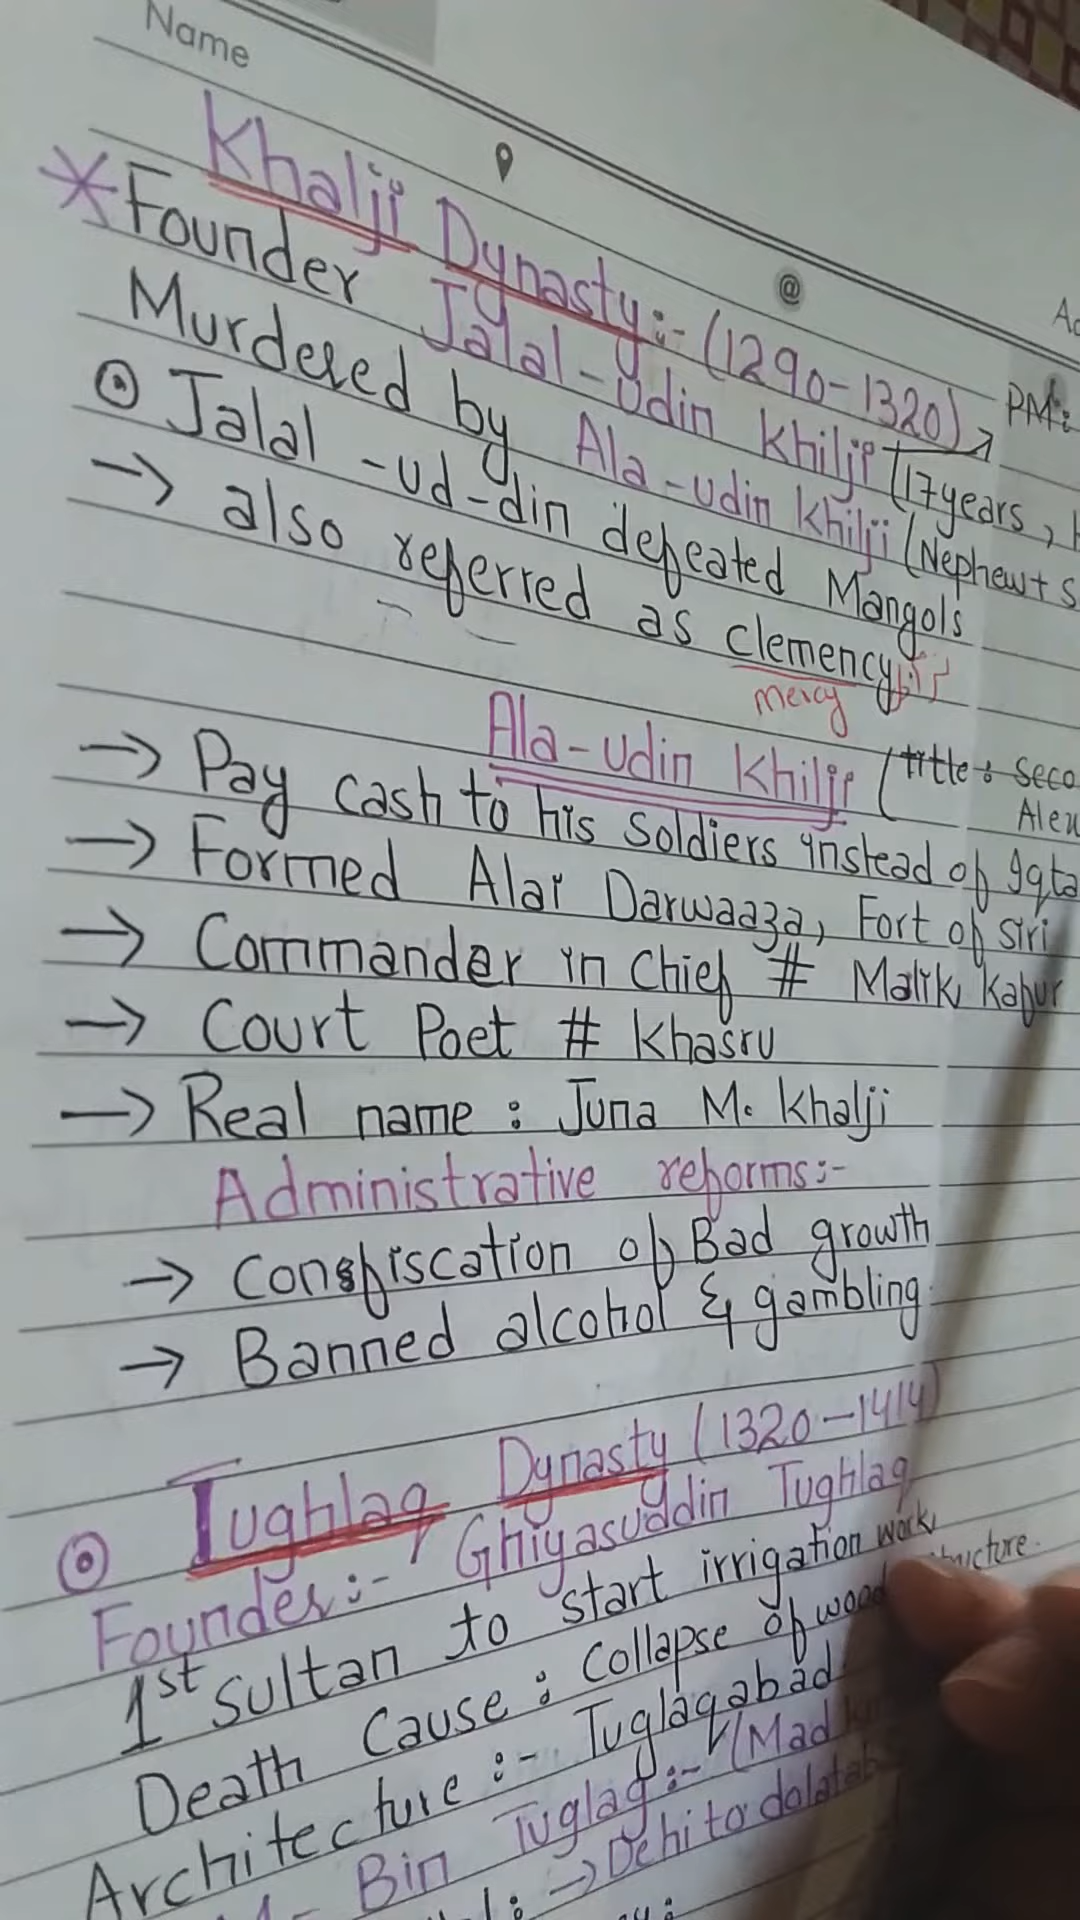 Name
@
Khalji Dynasty:- (1290-1320) → PM:
* Founder Jalal-Udin Khilji (17years,
Murdered by Ala-udin Khilji (Nephew+ S
⊙ Jalal -ud-din defeated Mangols
→ also referred as clemency
mercy
Ala-udin Khilji (title: Seco
Alex
→ Pay cash to his soldiers instead of Iqta
→ Formed Alai Darwaaza, Fort of siri
→ Commander in Chief # Malik Kafur
→ Court Poet # Khasru
→ Real name : Juna M. Khalji
Administrative reforms:-
→ Confiscation of Bad growth
→ Banned alcohol & gambling
⊙ Tughlaq Dynasty (1320-1414)
Founder:- Ghiyasuddin Tughlaq
1st sultan to start irrigation work
Death Cause : Collapse of wood structure.
Architecture :- Tuglaqabad
Bin Tuglaq:- (Mad
→ Dehi to dalatab